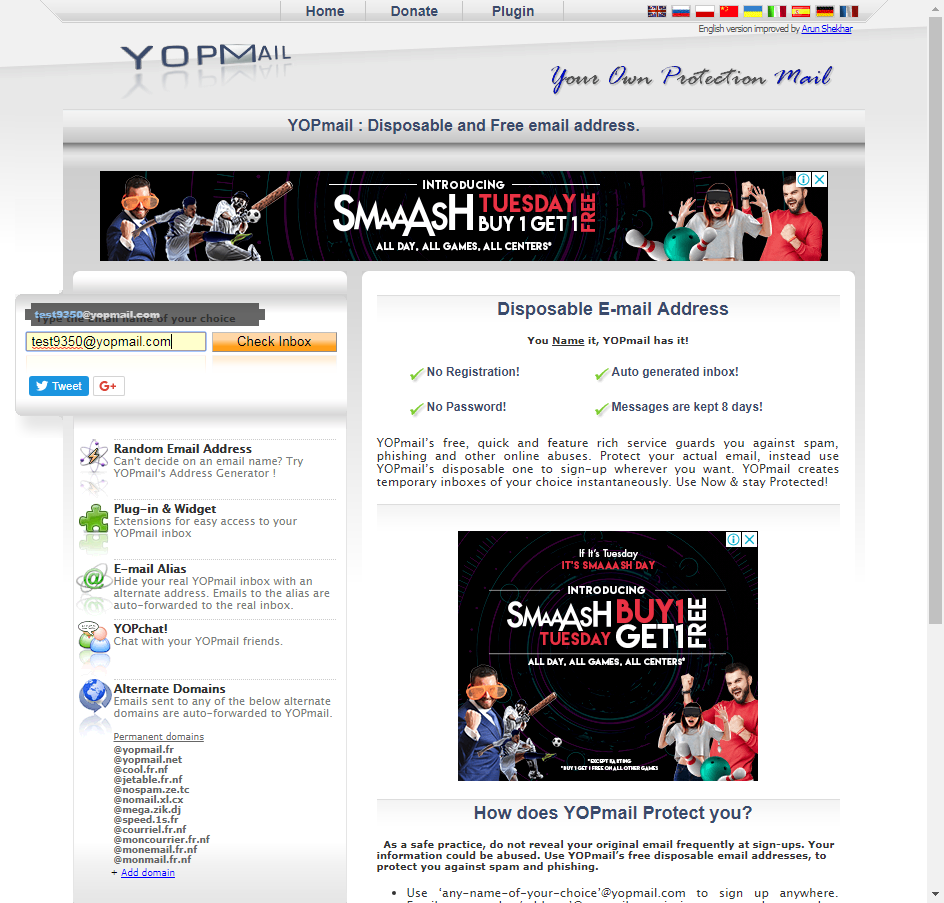 Home Donate Plugin
English version improved by Arun Shekhar
YOPMAIL
Your Own Protection Mail
YOPmail : Disposable and Free email address.
INTRODUCING
SMAAASH TUESDAY
BUY 1 GET 1 FREE
ALL DAY, ALL GAMES, ALL CENTERS*
test9350@yopmail.com
Type the email name of your choice
test9350@yopmail.com Check Inbox
Tweet G+
Random Email Address
Can't decide on an email name? Try
YOPmail's Address Generator !
Plug-in & Widget
Extensions for easy access to your
YOPmail inbox
E-mail Alias
Hide your real YOPmail inbox with an
alternate address. Emails to the alias are
auto-forwarded to the real inbox.
YOPchat!
Chat with your YOPmail friends.
Alternate Domains
Emails sent to any of the below alternate
domains are auto-forwarded to YOPmail.
Permanent domains
@yopmail.fr
@yopmail.net
@cool.fr.nf
@jetable.fr.nf
@nospam.ze.tc
@nomail.xl.cx
@mega.zik.dj
@speed.1s.fr
@courriel.fr.nf
@moncourrier.fr.nf
@monemail.fr.nf
@monmail.fr.nf
+ Add domain
Disposable E-mail Address
You Name it, YOPmail has it!
No Registration! Auto generated inbox!
No Password! Messages are kept 8 days!
YOPmail's free, quick and feature rich service guards you against spam,
phishing and other online abuses. Protect your actual email, instead use
YOPmail's disposable one to sign-up wherever you want. YOPmail creates
temporary inboxes of your choice instantaneously. Use Now & stay Protected!
If It's Tuesday
IT'S SMAAASH DAY
INTRODUCING
SMAAASH BUY1
TUESDAY GET1 FREE
ALL DAY, ALL GAMES, ALL CENTERS*
*EXCEPT KARTING
*BUY 1 GET 1 FREE ON ALL OTHER GAMES
How does YOPmail Protect you?
As a safe practice, do not reveal your original email frequently at sign-ups. Your
information could be abused. Use YOPmail's free disposable email addresses, to
protect you against spam and phishing.
• Use ‘any-name-of-your-choice’@yopmail.com to sign up anywhere.